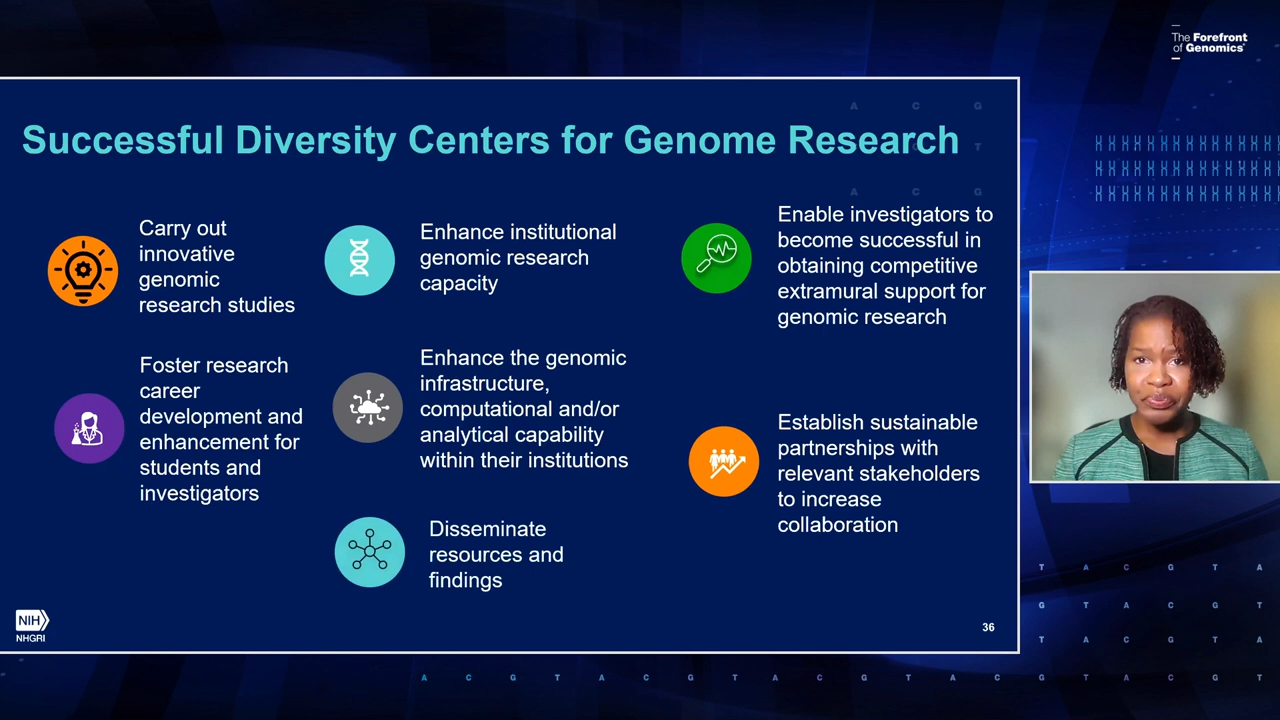 The Forefront
of Genomics®
A C G
Successful Diversity Centers for Genome Research
T
A C G
Carry out
innovative
genomic
research studies
Enhance institutional
genomic research
capacity
Enable investigators to
become successful in
obtaining competitive
extramural support for
genomic research
Foster research
career
development and
enhancement for
students and
investigators
Enhance the genomic
infrastructure,
computational and/or
analytical capability
within their institutions
Establish sustainable
partnerships with
relevant stakeholders
to increase
collaboration
Disseminate
resources and
findings
NIH
NHGRI
36
T A C G T A
G T A C G T
T A C G T A
A C G T A C G T A C G T A C G T A C G T